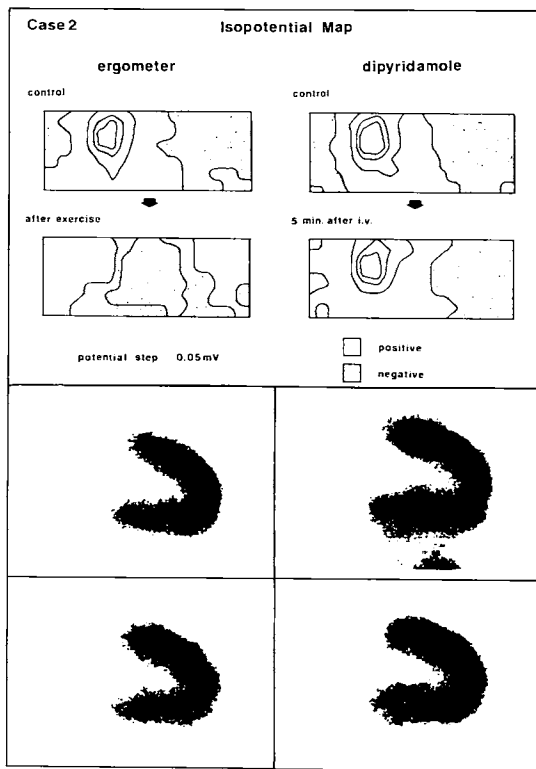 Case 2 Isopotential Map
ergometer dipyridamole
control control
after exercise 5 min. after i.v.
potential step 0.05mV
positive
negative